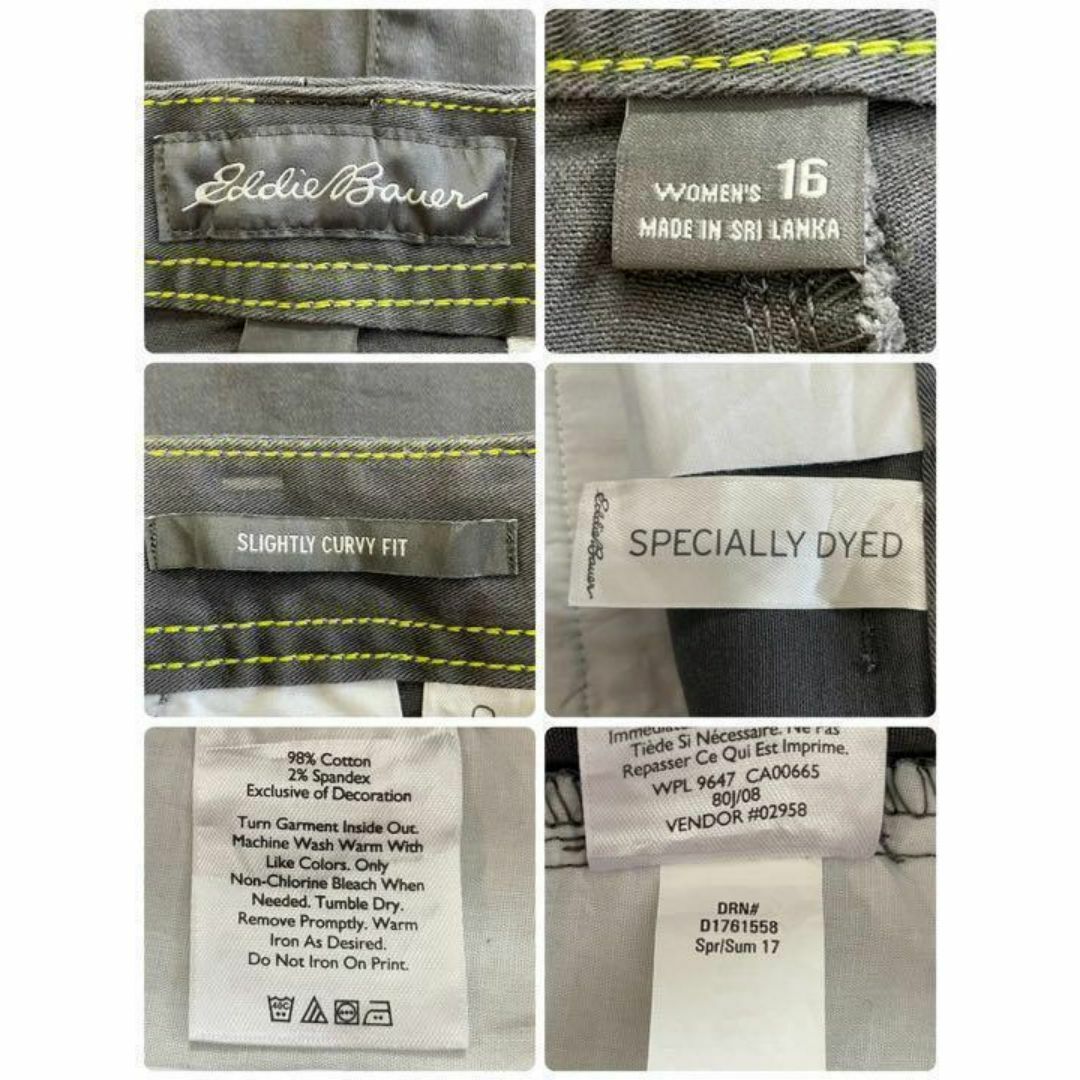 Eddie Bauer
WOMEN'S 16
MADE IN SRI LANKA
SLIGHTLY CURVY FIT
Eddie Bauer
SPECIALLY DYED
98% Cotton
2% Spandex
Exclusive of Decoration
Turn Garment Inside Out.
Machine Wash Warm With
Like Colors. Only
Non-Chlorine Bleach When
Needed. Tumble Dry.
Remove Promptly. Warm
Iron As Desired.
Do Not Iron On Print.
40C
Tiède Si Nécessaire. Ne Pas
Repasser Ce Qui Est Imprime.
WPL 9647 CA00665
80J/08
VENDOR #02958
DRN#
D1761558
Spr/Sum 17